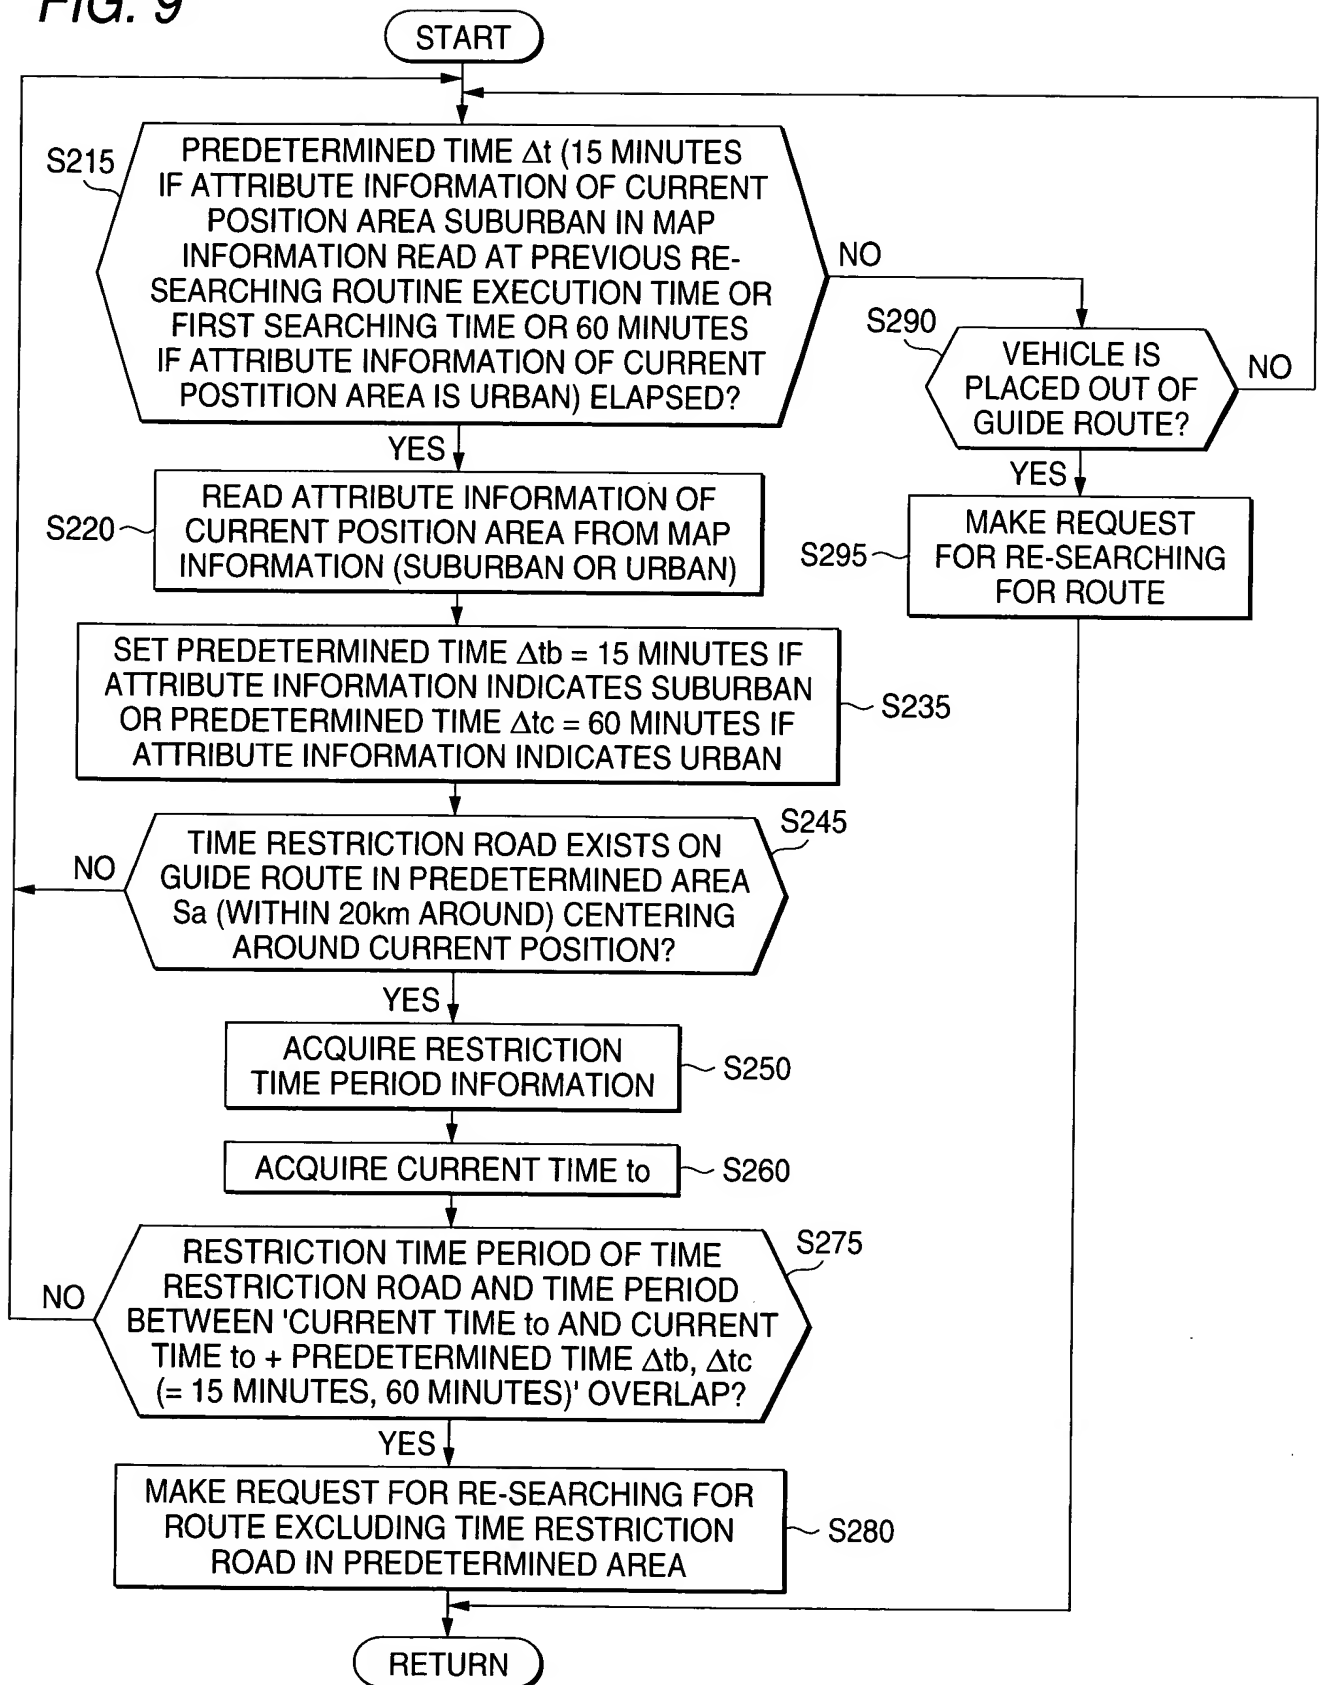 FIG. 9
START
S215
PREDETERMINED TIME Δt (15 MINUTES
IF ATTRIBUTE INFORMATION OF CURRENT
POSITION AREA SUBURBAN IN MAP
INFORMATION READ AT PREVIOUS RE-
SEARCHING ROUTINE EXECUTION TIME OR
FIRST SEARCHING TIME OR 60 MINUTES
IF ATTRIBUTE INFORMATION OF CURRENT
POSTITION AREA IS URBAN) ELAPSED?
NO
YES
S290
VEHICLE IS
PLACED OUT OF
GUIDE ROUTE?
NO
YES
S295
MAKE REQUEST
FOR RE-SEARCHING
FOR ROUTE
S220
READ ATTRIBUTE INFORMATION OF
CURRENT POSITION AREA FROM MAP
INFORMATION (SUBURBAN OR URBAN)
SET PREDETERMINED TIME Δtb = 15 MINUTES IF
ATTRIBUTE INFORMATION INDICATES SUBURBAN
OR PREDETERMINED TIME Δtc = 60 MINUTES IF
ATTRIBUTE INFORMATION INDICATES URBAN
S235
S245
TIME RESTRICTION ROAD EXISTS ON
GUIDE ROUTE IN PREDETERMINED AREA
Sa (WITHIN 20km AROUND) CENTERING
AROUND CURRENT POSITION?
NO
YES
ACQUIRE RESTRICTION
TIME PERIOD INFORMATION
S250
ACQUIRE CURRENT TIME to
S260
S275
RESTRICTION TIME PERIOD OF TIME
RESTRICTION ROAD AND TIME PERIOD
BETWEEN 'CURRENT TIME to AND CURRENT
TIME to + PREDETERMINED TIME Δtb, Δtc
(= 15 MINUTES, 60 MINUTES)' OVERLAP?
NO
YES
MAKE REQUEST FOR RE-SEARCHING FOR
ROUTE EXCLUDING TIME RESTRICTION
ROAD IN PREDETERMINED AREA
S280
RETURN